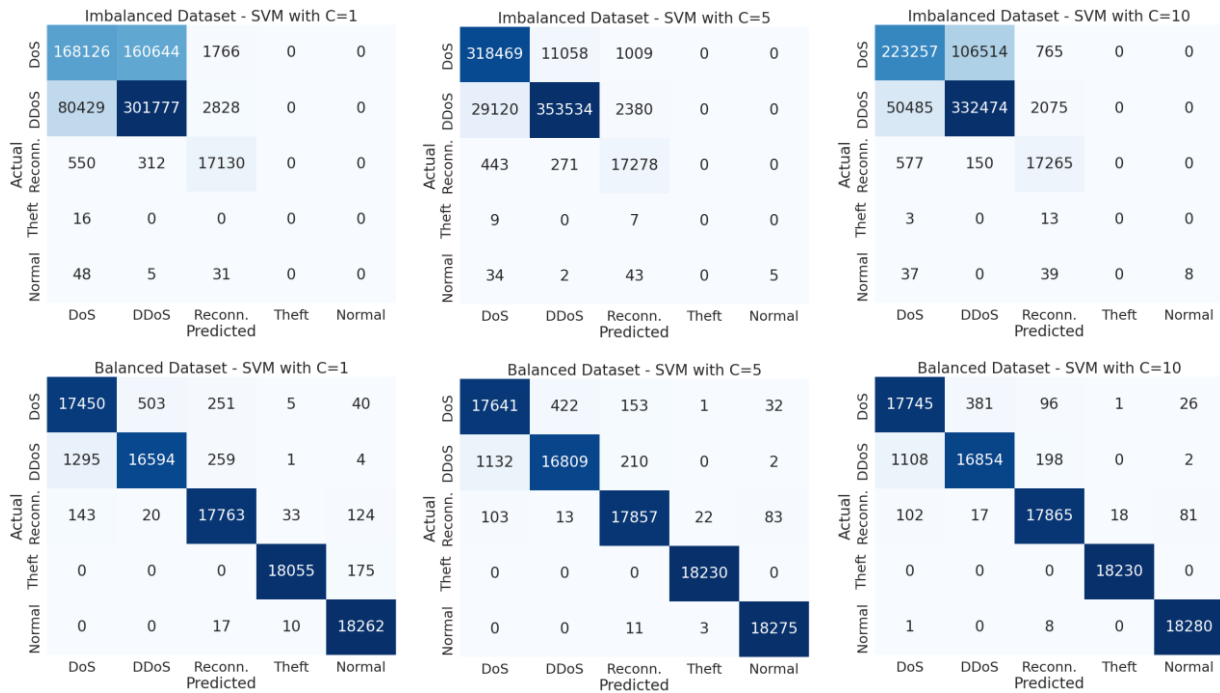 Imbalanced Dataset - SVM with C=1
DoS 168126 160644 1766 0 0
DDoS 80429 301777 2828 0 0
Actual
Reconn. 550 312 17130 0 0
Theft 16 0 0 0 0
Normal 48 5 31 0 0
DoS DDoS Reconn. Theft Normal
Predicted
Imbalanced Dataset - SVM with C=5
DoS 318469 11058 1009 0 0
DDoS 29120 353534 2380 0 0
Actual
Reconn. 443 271 17278 0 0
Theft 9 0 7 0 0
Normal 34 2 43 0 5
DoS DDoS Reconn. Theft Normal
Predicted
Imbalanced Dataset - SVM with C=10
DoS 223257 106514 765 0 0
DDoS 50485 332474 2075 0 0
Actual
Reconn. 577 150 17265 0 0
Theft 3 0 13 0 0
Normal 37 0 39 0 8
DoS DDoS Reconn. Theft Normal
Predicted
Balanced Dataset - SVM with C=1
DoS 17450 503 251 5 40
DDoS 1295 16594 259 1 4
Actual
Reconn. 143 20 17763 33 124
Theft 0 0 0 18055 175
Normal 0 0 17 10 18262
DoS DDoS Reconn. Theft Normal
Predicted
Balanced Dataset - SVM with C=5
DoS 17641 422 153 1 32
DDoS 1132 16809 210 0 2
Actual
Reconn. 103 13 17857 22 83
Theft 0 0 0 18230 0
Normal 0 0 11 3 18275
DoS DDoS Reconn. Theft Normal
Predicted
Balanced Dataset - SVM with C=10
DoS 17745 381 96 1 26
DDoS 1108 16854 198 0 2
Actual
Reconn. 102 17 17865 18 81
Theft 0 0 0 18230 0
Normal 1 0 8 0 18280
DoS DDoS Reconn. Theft Normal
Predicted